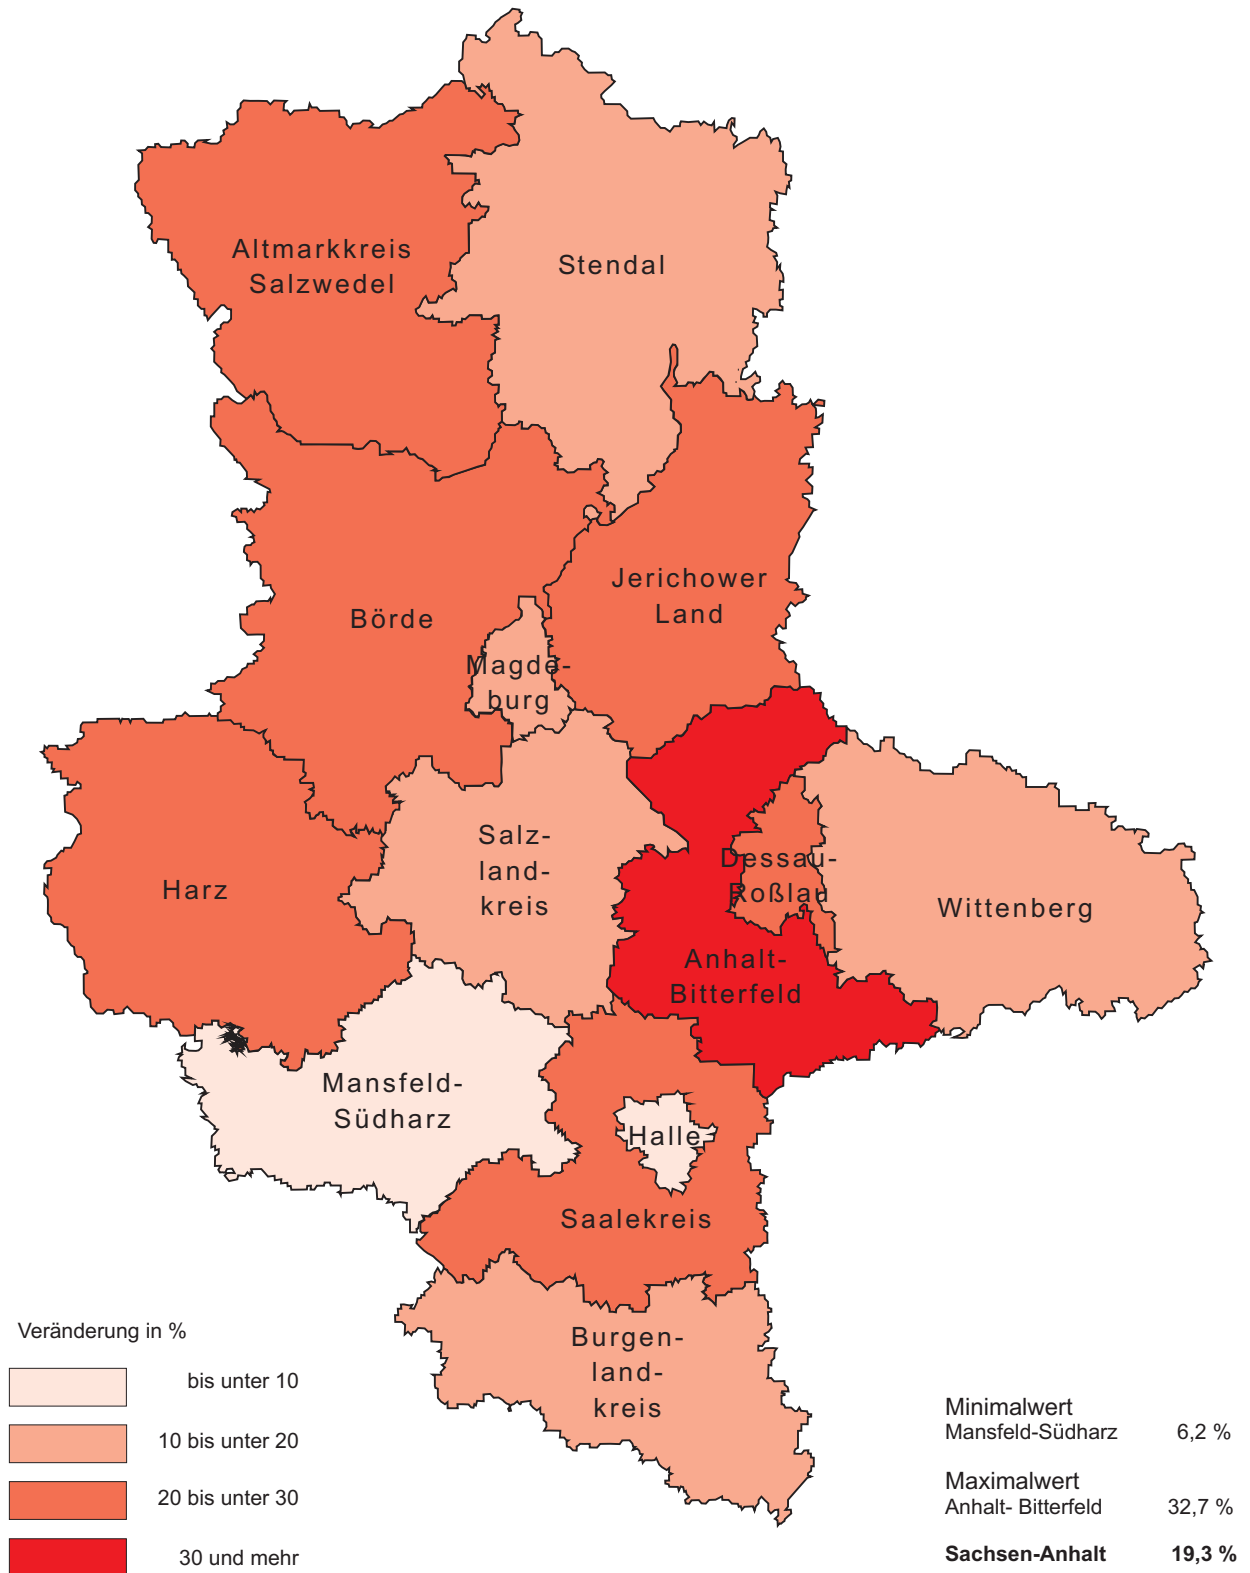 Altmarkkreis
Salzwedel
Stendal
Jerichower
Land
Börde
Magde-
burg
Salz-
land-
kreis
Harz
Dessau-
Roßlau
Wittenberg
Anhalt-
Bitterfeld
Mansfeld-
Südharz
Halle
Saalekreis
Burgen-
land-
kreis
Veränderung in %
bis unter 10
10 bis unter 20
20 bis unter 30
30 und mehr
Minimalwert
Mansfeld-Südharz 6,2 %
Maximalwert
Anhalt- Bitterfeld 32,7 %
Sachsen-Anhalt 19,3 %